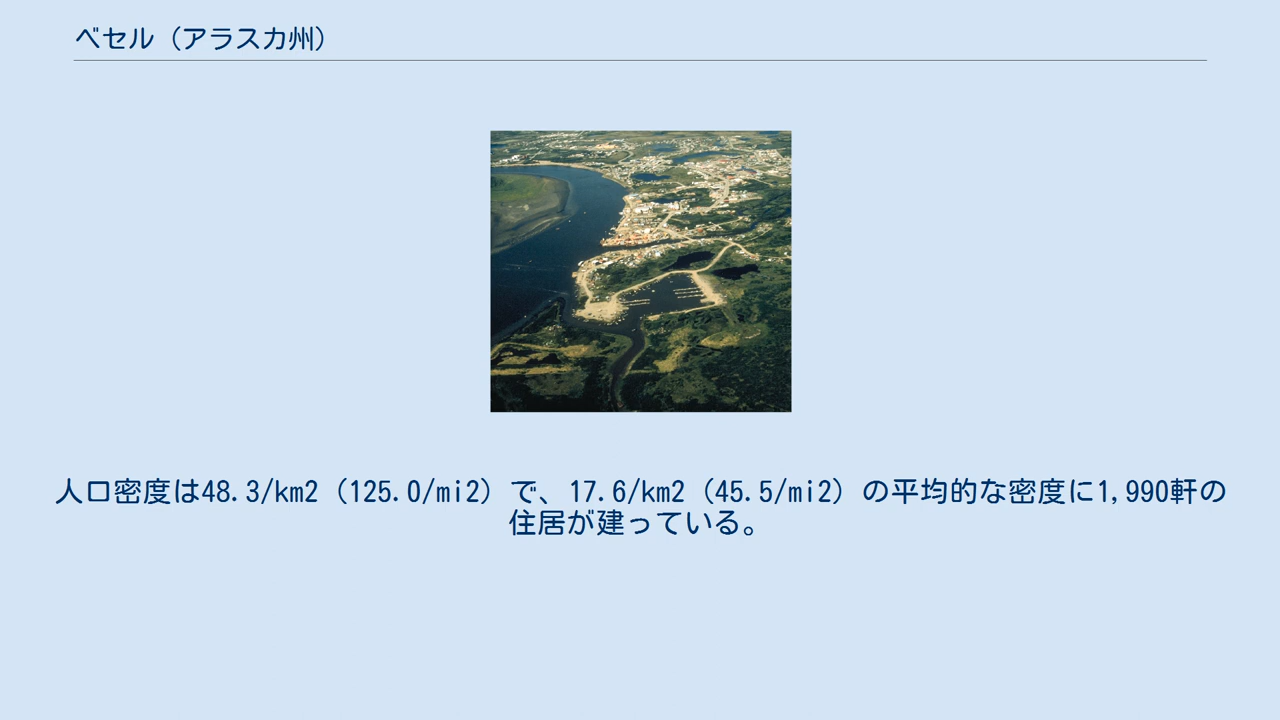 ベセル（アラスカ州）
人口密度は48.3/km2（125.0/mi2）で、17.6/km2（45.5/mi2）の平均的な密度に1,990軒の
住居が建っている。